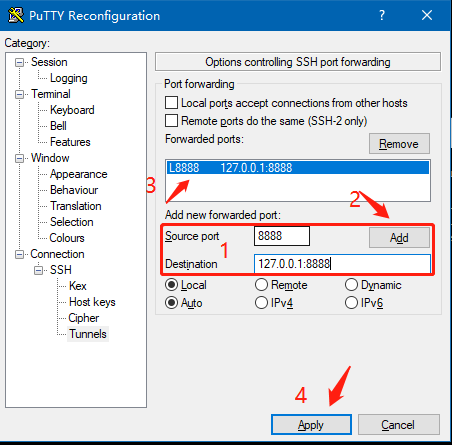 PuTTY Reconfiguration
?
Category:
Session
Logging
Terminal
Keyboard
Bell
Features
Window
Appearance
Behaviour
Translation
Selection
Colours
Connection
SSH
Kex
Host keys
Cipher
Tunnels
Options controlling SSH port forwarding
Port forwarding
Local ports accept connections from other hosts
Remote ports do the same (SSH-2 only)
Forwarded ports:
Remove
L8888 127.0.0.1:8888
3
2
Add new forwarded port:
Source port
1
8888
Add
Destination
127.0.0.1:8888
Local Remote Dynamic
Auto IPv4 IPv6
4
Apply
Cancel